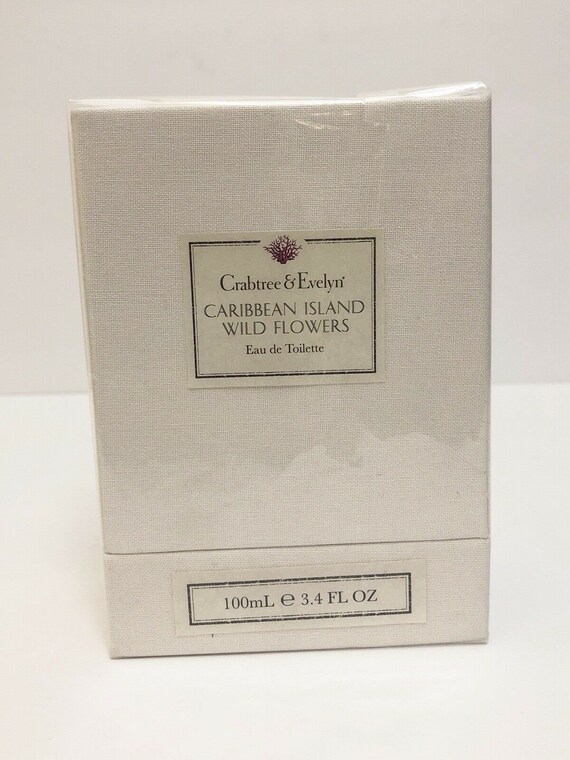 Crabtree & Evelyn®
CARIBBEAN ISLAND
WILD FLOWERS
Eau de Toilette
100mL ℮ 3.4 FL OZ